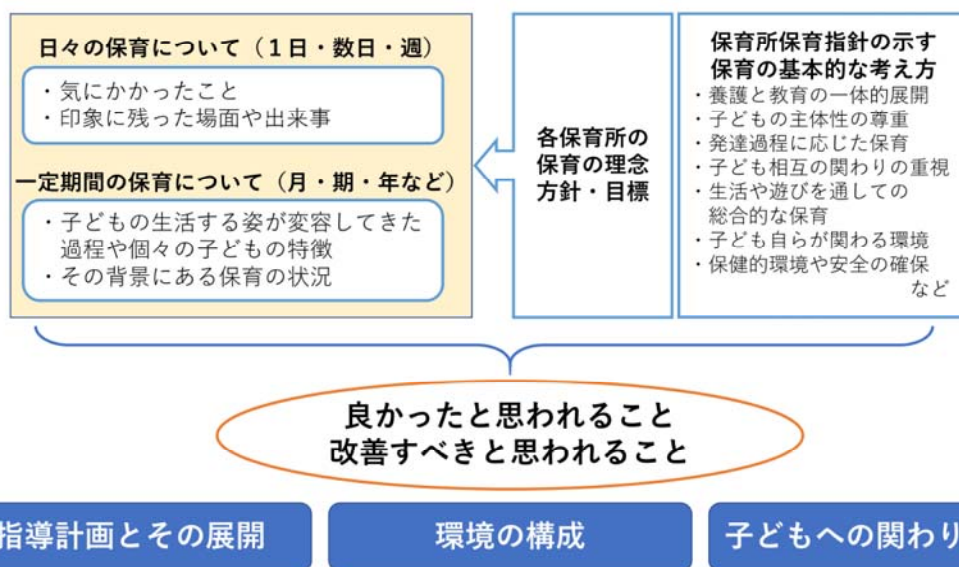 日々の保育について（１日・数日・週）
・気にかかったこと
・印象に残った場面や出来事
一定期間の保育について（月・期・年など）
・子どもの生活する姿が変容してきた
過程や個々の子どもの特徴
・その背景にある保育の状況
各保育所の
保育の理念
方針・目標
保育所保育指針の示す
保育の基本的な考え方
・養護と教育の一体的展開
・子どもの主体性の尊重
・発達過程に応じた保育
・子ども相互の関わりの重視
・生活や遊びを通しての
総合的な保育
・子ども自らが関わる環境
・保健的環境や安全の確保
など
良かったと思われること
改善すべきと思われること
指導計画とその展開
環境の構成
子どもへの関わり